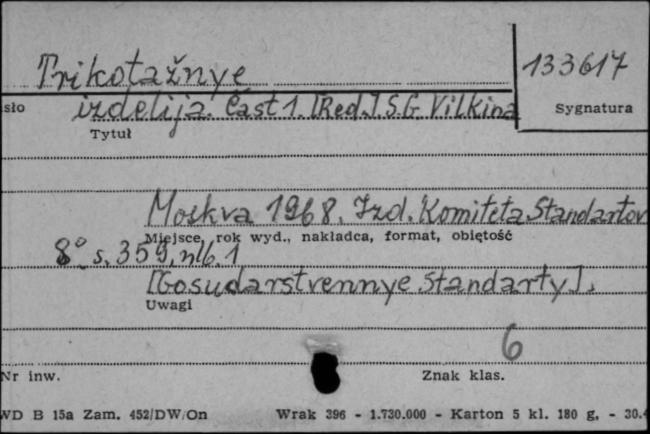 Trikotažnye
133617
sło
izdelija. Čast 1. [Red.] S.G. Vilkina
Sygnatura
Tytuł
Moskva 1968. Izd. Komiteta Standartov
Miejsce, rok wyd., nakładca, format, objętość
8° s. 359, nlb. 1
[Gosudarstvennye Standarty].
Uwagi
6
Nr inw.
Znak klas.
WD B 15a Zam. 452/DW/On Wrak 396 - 1.730.000 - Karton 5 kl. 180 g. - 30.4